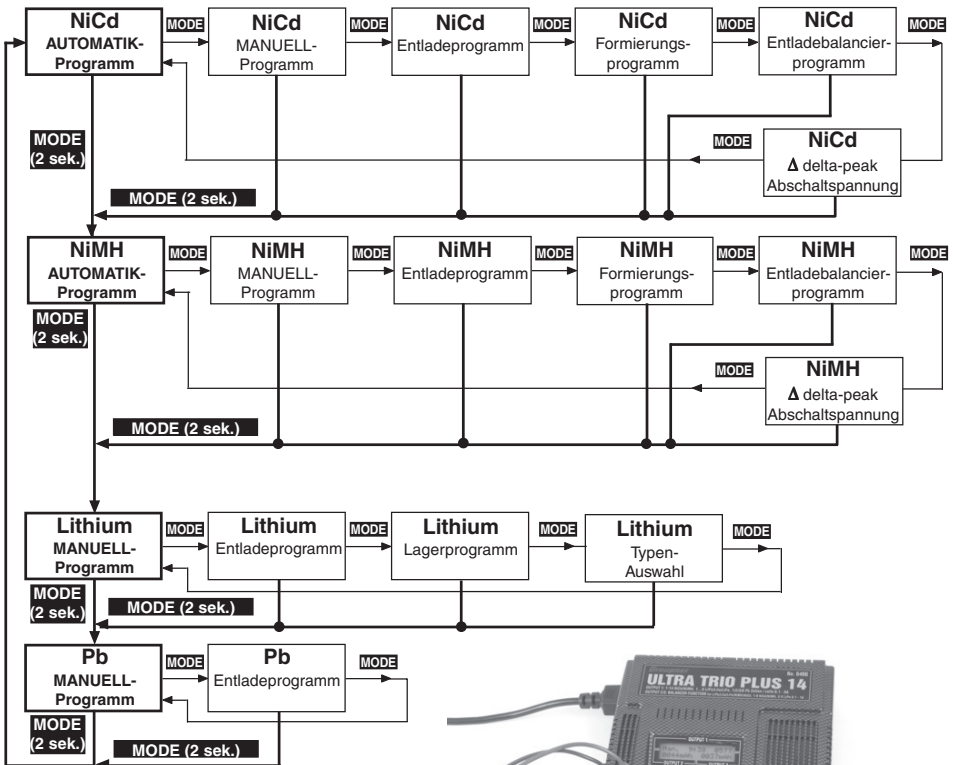 NiCd
AUTOMATIK-
Programm
MODE
NiCd
MANUELL-
Programm
MODE
NiCd
Entladeprogramm
MODE
NiCd
Formierungs-
programm
MODE
NiCd
Entladebalancier-
programm
MODE
MODE
(2 sek.)
MODE
NiCd
Δ delta-peak
Abschaltspannung
MODE (2 sek.)
NiMH
AUTOMATIK-
Programm
MODE
NiMH
MANUELL-
Programm
MODE
NiMH
Entladeprogramm
MODE
NiMH
Formierungs-
programm
MODE
NiMH
Entladebalancier-
programm
MODE
MODE
(2 sek.)
MODE
NiMH
Δ delta-peak
Abschaltspannung
MODE (2 sek.)
Lithium
MANUELL-
Programm
MODE
Lithium
Entladeprogramm
MODE
Lithium
Lagerprogramm
MODE
Lithium
Typen-
Auswahl
MODE
MODE
(2 sek.)
MODE (2 sek.)
Pb
MANUELL-
Programm
MODE
Pb
Entladeprogramm
MODE
MODE
(2 sek.)
MODE (2 sek.)
ULTRA TRIO PLUS 14
OUTPUT 1